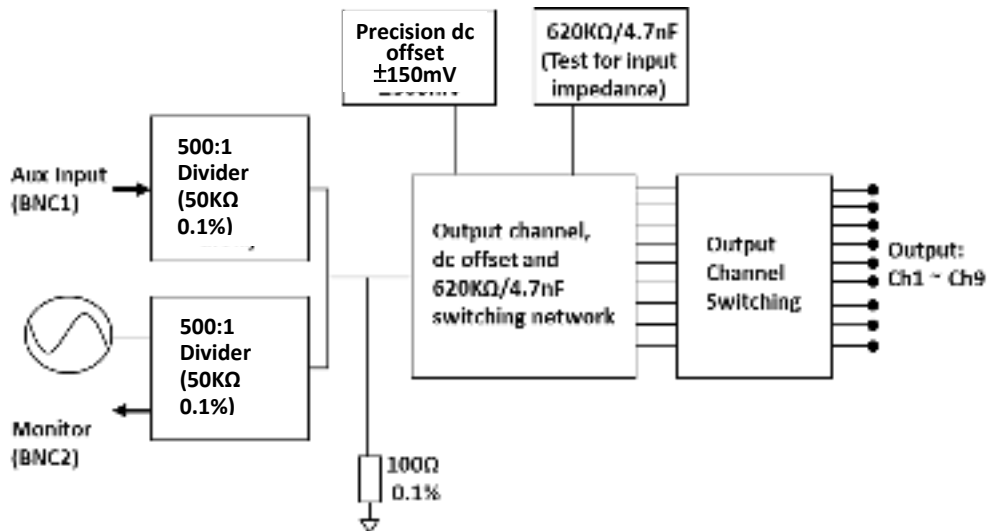 Precision dc
offset
±150mV
620KΩ/4.7nF
(Test for input
impedance)
500:1
Divider
(50KΩ
0.1%)
Aux Input
(BNC1)
Output channel,
dc offset and
620KΩ/4.7nF
switching network
Output
Channel
Switching
Output:
Ch1 ~ Ch9
500:1
Divider
(50KΩ
0.1%)
Monitor
(BNC2)
100Ω
0.1%